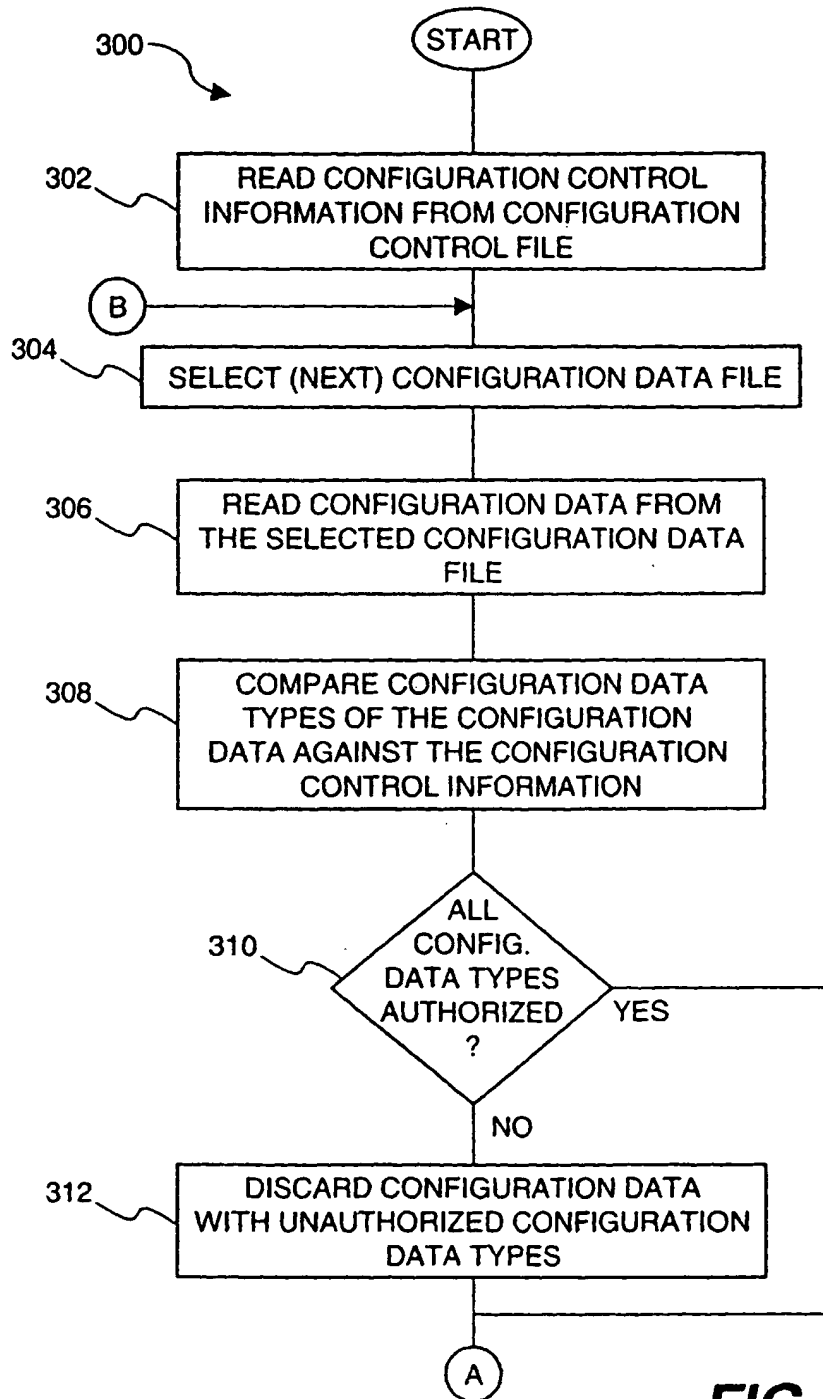 START
300
302
READ CONFIGURATION CONTROL
INFORMATION FROM CONFIGURATION
CONTROL FILE
B
304
SELECT (NEXT) CONFIGURATION DATA FILE
306
READ CONFIGURATION DATA FROM
THE SELECTED CONFIGURATION DATA
FILE
308
COMPARE CONFIGURATION DATA
TYPES OF THE CONFIGURATION
DATA AGAINST THE CONFIGURATION
CONTROL INFORMATION
310
ALL
CONFIG.
DATA TYPES
AUTHORIZED
?
YES
NO
312
DISCARD CONFIGURATION DATA
WITH UNAUTHORIZED CONFIGURATION
DATA TYPES
A
FIG